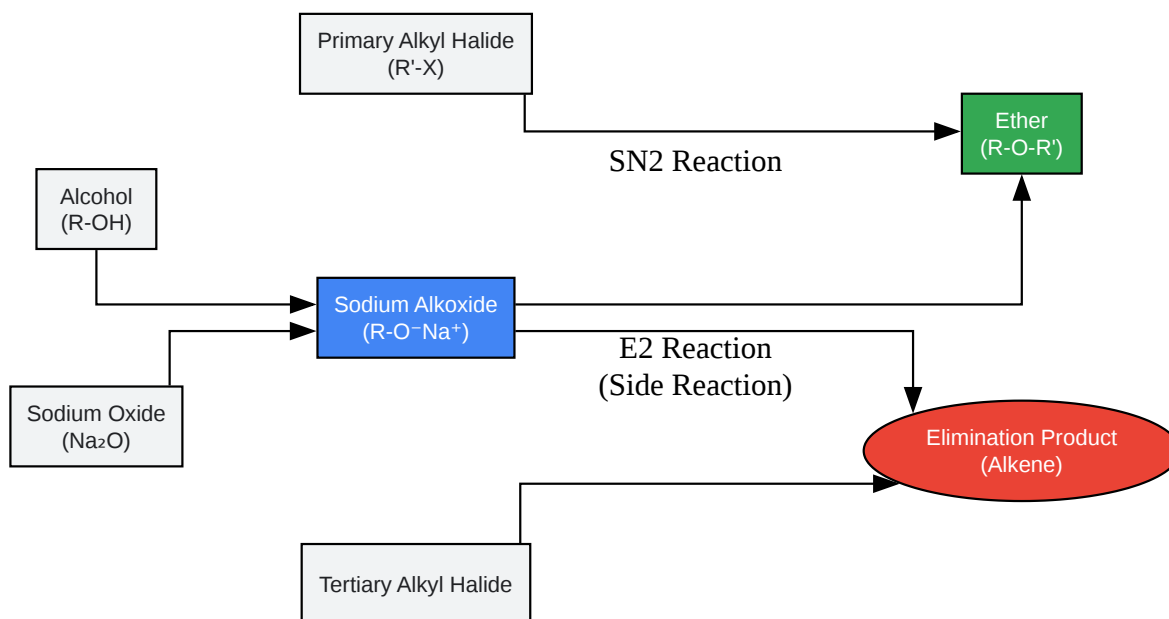 Primary Alkyl Halide
(R'-X)
Ether
(R-O-R')
SN2 Reaction
Alcohol
(R-OH)
Sodium Alkoxide
(R-O⁻Na⁺)
E2 Reaction
(Side Reaction)
Sodium Oxide
(Na₂O)
Elimination Product
(Alkene)
Tertiary Alkyl Halide